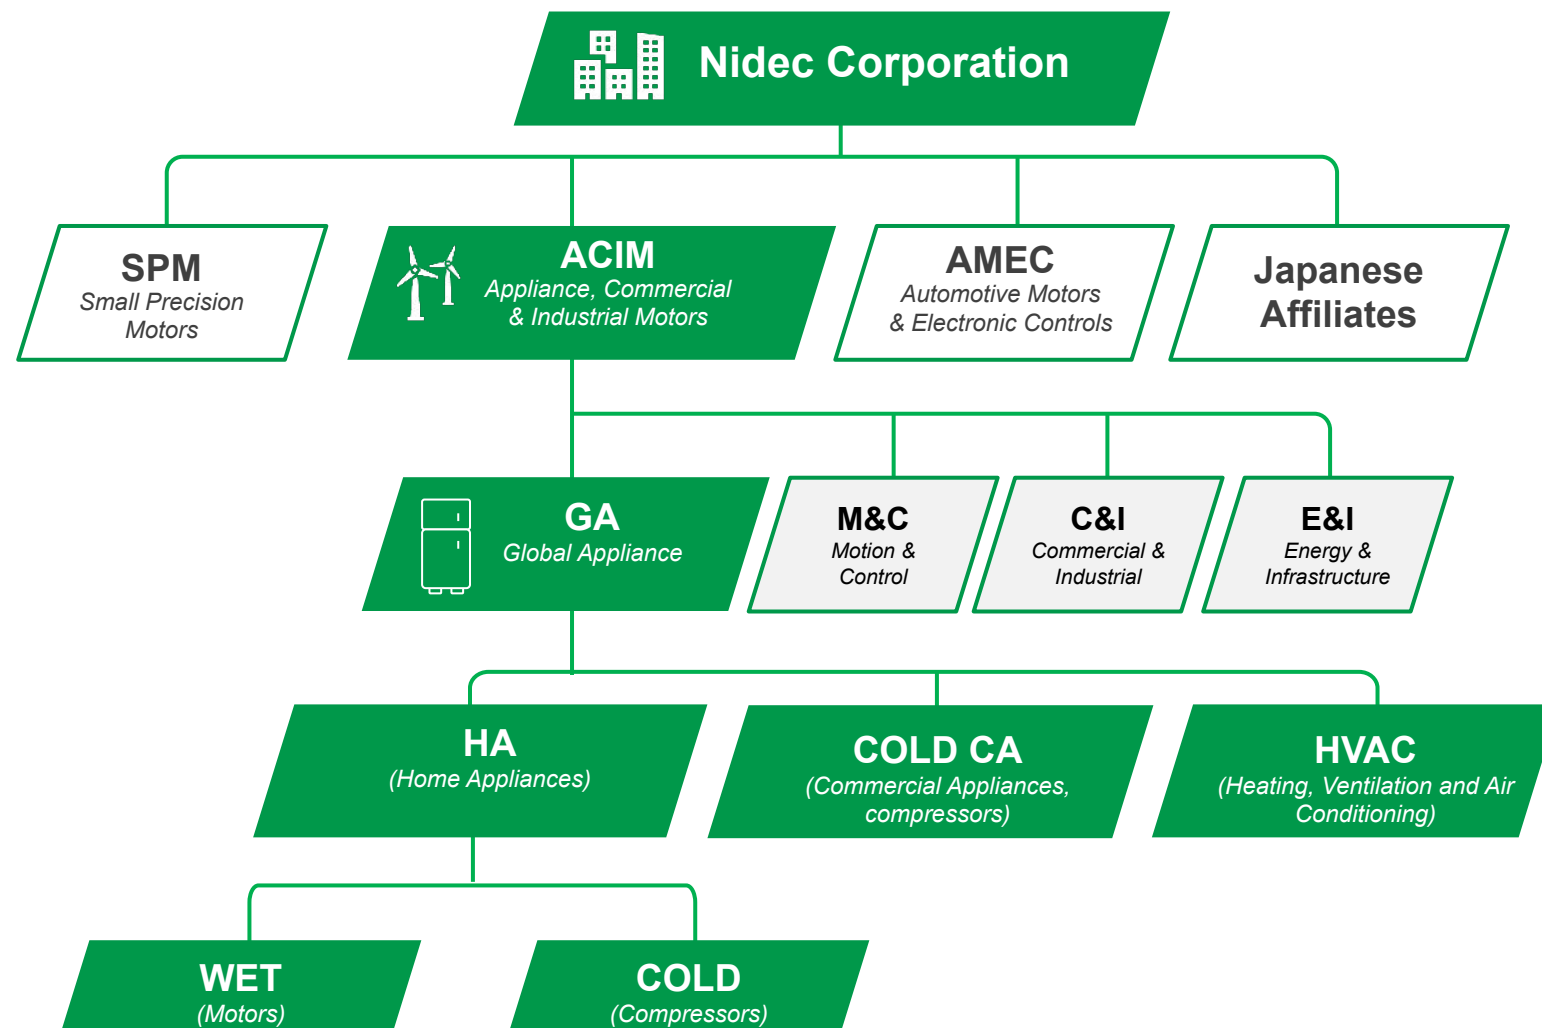 Nidec Corporation
SPM
Small Precision
Motors
ACIM
Appliance, Commercial
& Industrial Motors
AMEC
Automotive Motors
& Electronic Controls
Japanese
Affiliates
GA
Global Appliance
M&C
Motion &
Control
C&I
Commercial &
Industrial
E&I
Energy &
Infrastructure
HA
(Home Appliances)
COLD CA
(Commercial Appliances,
compressors)
HVAC
(Heating, Ventilation and Air
Conditioning)
WET
(Motors)
COLD
(Compressors)